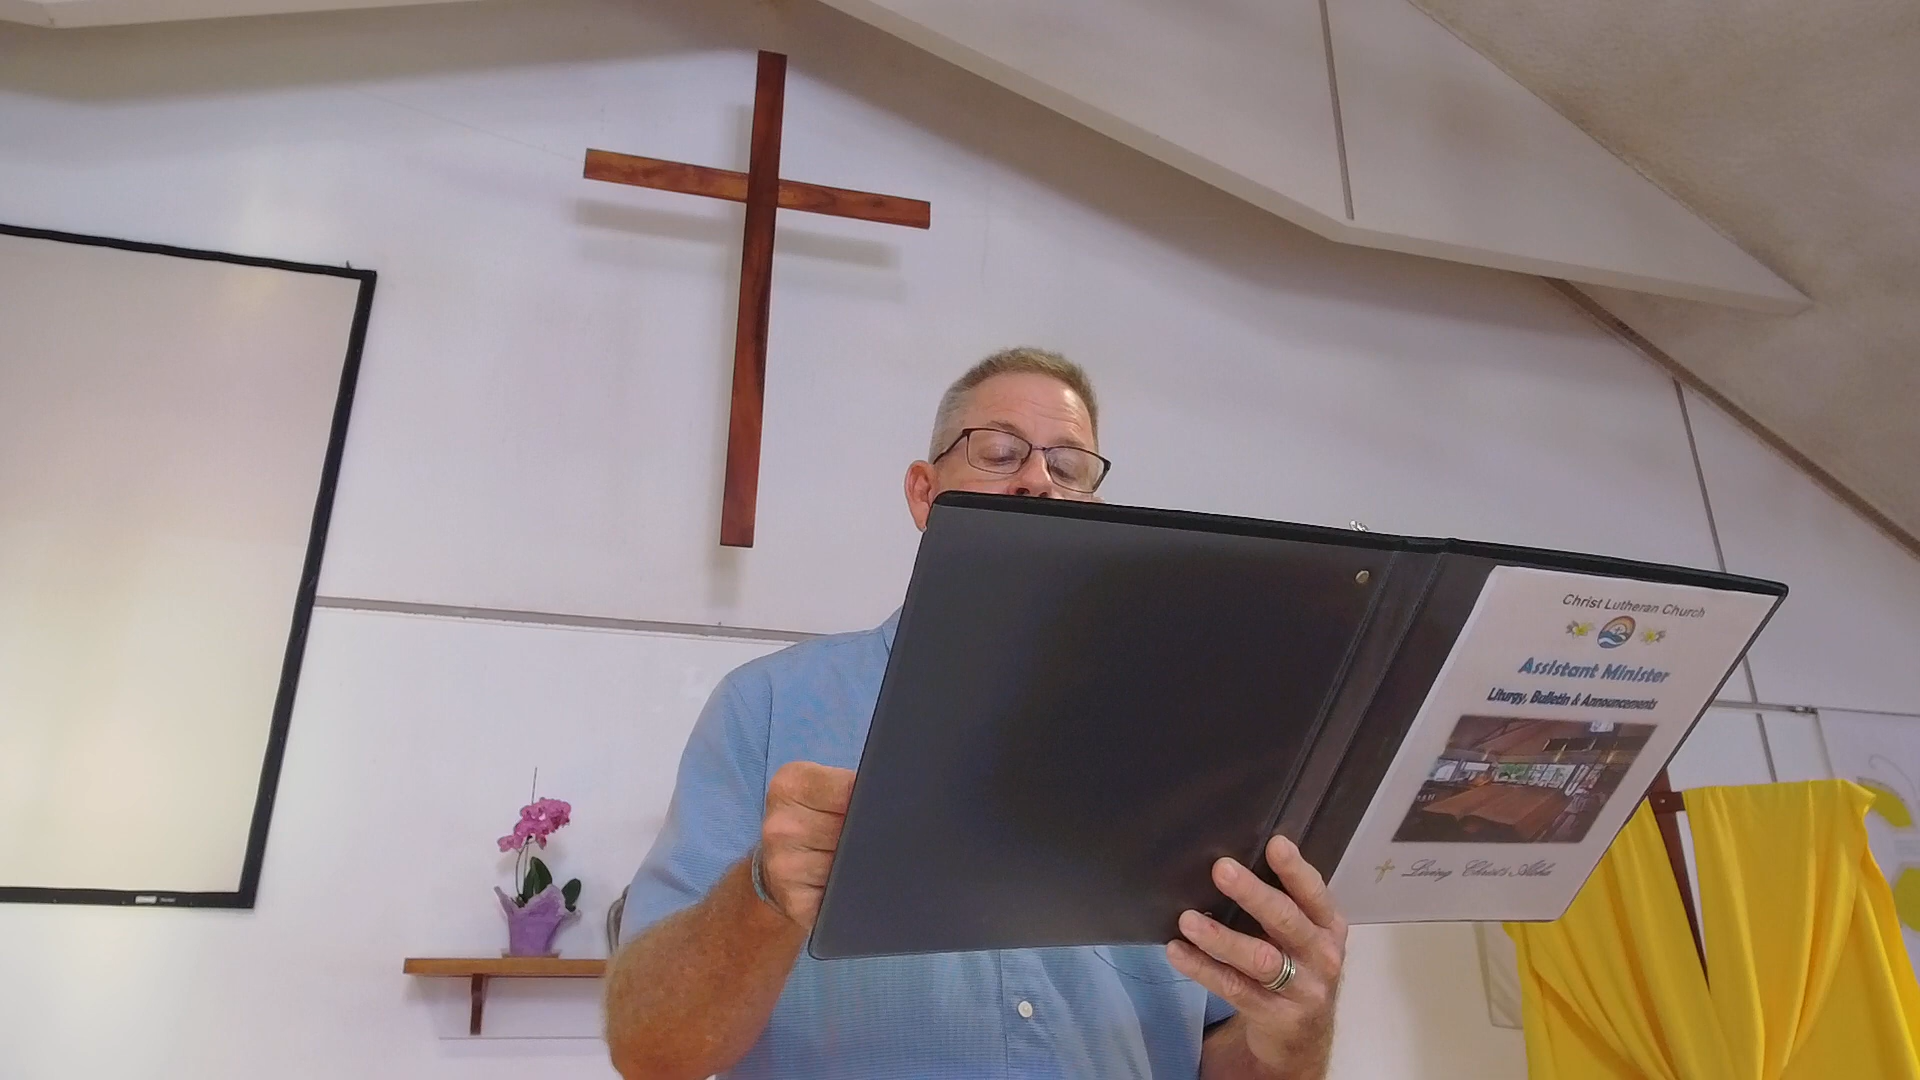 Christ Lutheran Church
Assistant Minister
Liturgy, Bulletin & Announcements
Living Christ's Aloha